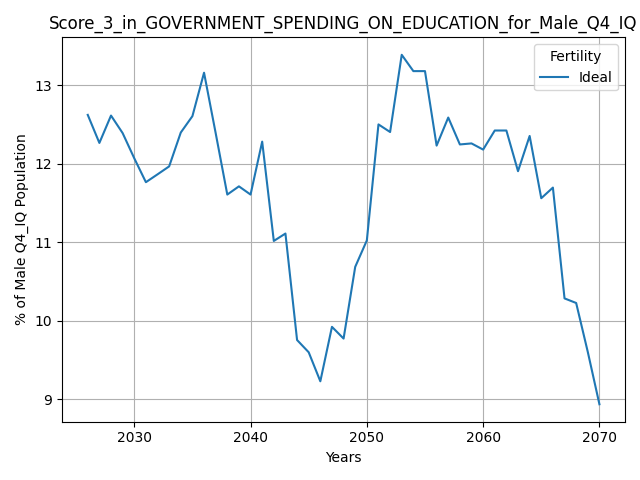 Score_3_in_GOVERNMENT_SPENDING_ON_EDUCATION_for_Male_Q4_IQ
Fertility
Ideal
% of Male Q4_IQ Population
13
12
11
10
9
2030
2040
2050
2060
2070
Years